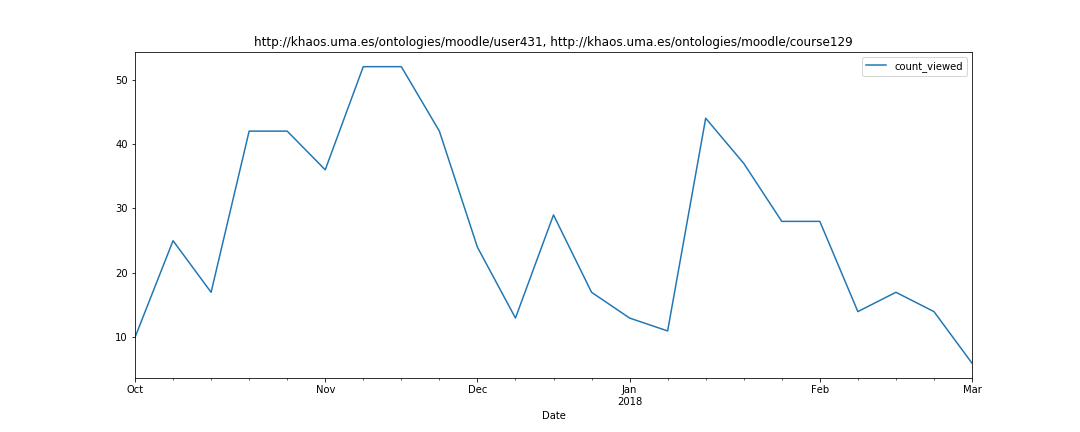 http://khaos.uma.es/ontologies/moodle/user431, http://khaos.uma.es/ontologies/moodle/course129
count_viewed
50
40
30
20
10
Oct Nov Dec Jan Feb Mar
2018
Date